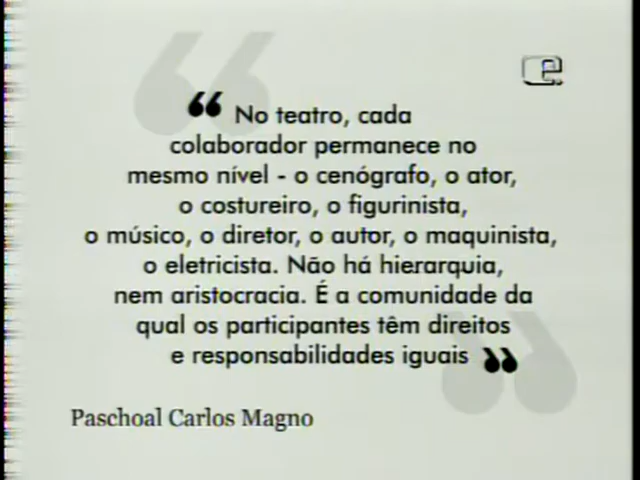 “ No teatro, cada
colaborador permanece no
mesmo nível - o cenógrafo, o ator,
o costureiro, o figurinista,
o músico, o diretor, o autor, o maquinista,
o eletricista. Não há hierarquia,
nem aristocracia. É a comunidade da
qual os participantes têm direitos
e responsabilidades iguais ”
Paschoal Carlos Magno